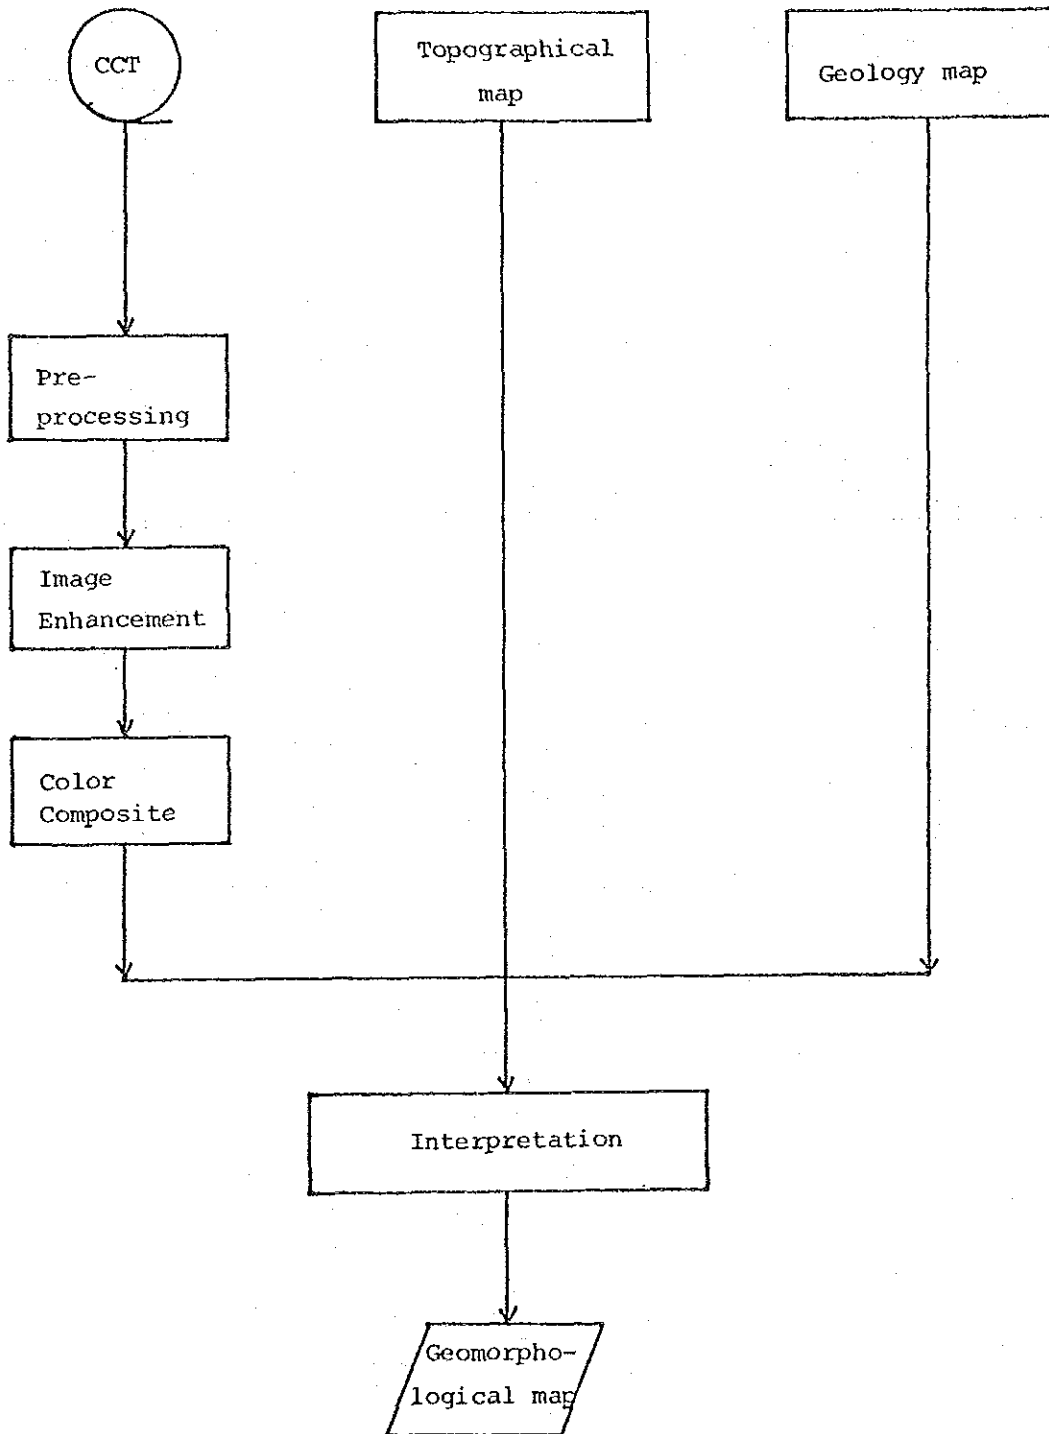 CCT
Topographical
map
Geology map
Pre-
processing
Image
Enhancement
Color
Composite
Interpretation
Geomorpho-
logical map